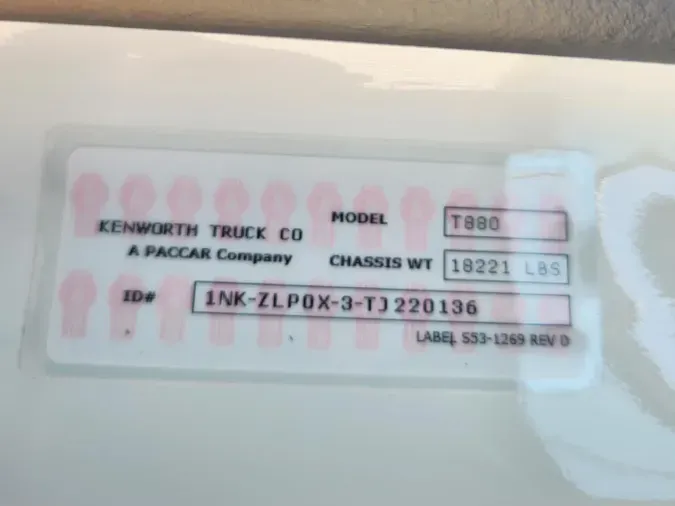 KENWORTH TRUCK CO
A PACCAR Company
MODEL T880
CHASSIS WT 18221 LBS
ID# 1NK-ZLP0X-3-TJ220136
LABEL S53-1269 REV D